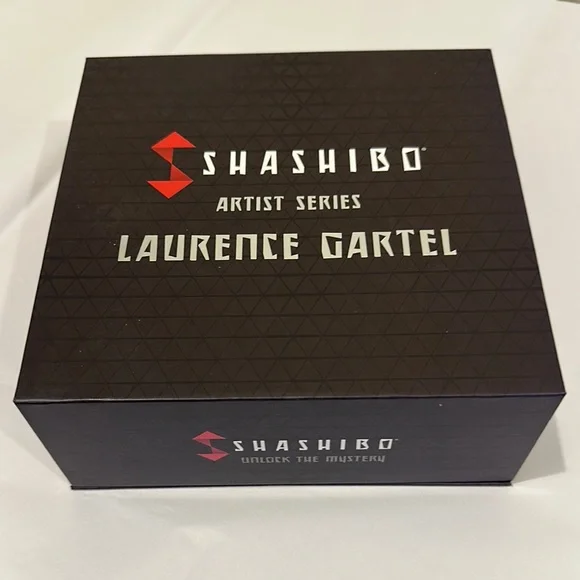 SHASHIBO
ARTIST SERIES
LAURENCE GARTEL
SHASHIBO
UNLOCK THE MYSTERY